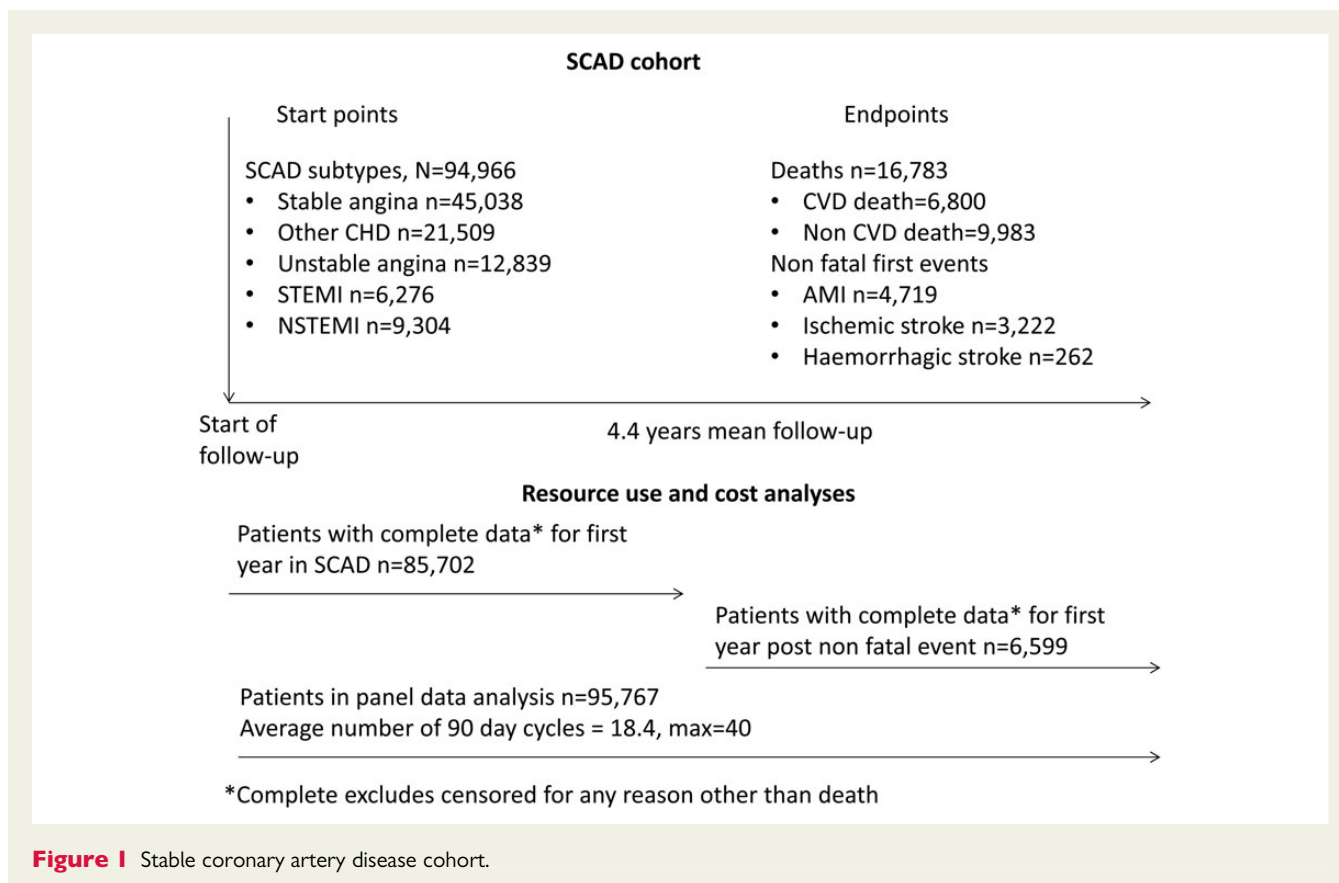 SCAD cohort
Start points
SCAD subtypes, N=94,966
• Stable angina n=45,038
• Other CHD n=21,509
• Unstable angina n=12,839
• STEMI n=6,276
• NSTEMI n=9,304
Endpoints
Deaths n=16,783
• CVD death=6,800
• Non CVD death=9,983
Non fatal first events
• AMI n=4,719
• Ischemic stroke n=3,222
• Haemorrhagic stroke n=262
Start of
follow-up
4.4 years mean follow-up
Resource use and cost analyses
Patients with complete data* for first
year in SCAD n=85,702
Patients with complete data* for first
year post non fatal event n=6,599
Patients in panel data analysis n=95,767
Average number of 90 day cycles = 18.4, max=40
*Complete excludes censored for any reason other than death
Figure 1 Stable coronary artery disease cohort.